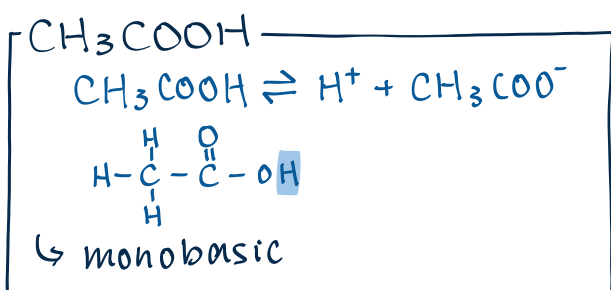 CH₃COOH
CH₃COOH ⇌ H⁺ + CH₃COO⁻
H O
H-C-C-OH
H
↳ monobasic